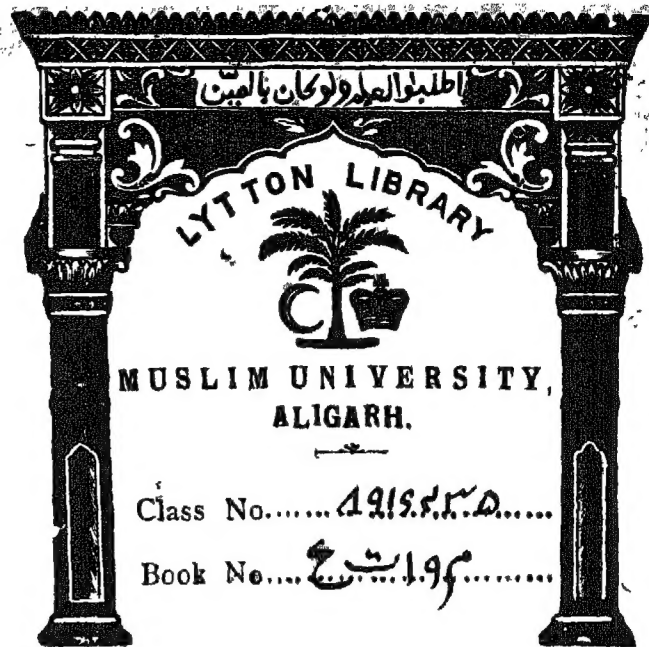 اطلبوا العلم ولو كان بالصين
LYTTON LIBRARY
MUSLIM UNIVERSITY,
ALIGARH.
Class No.
Book No.